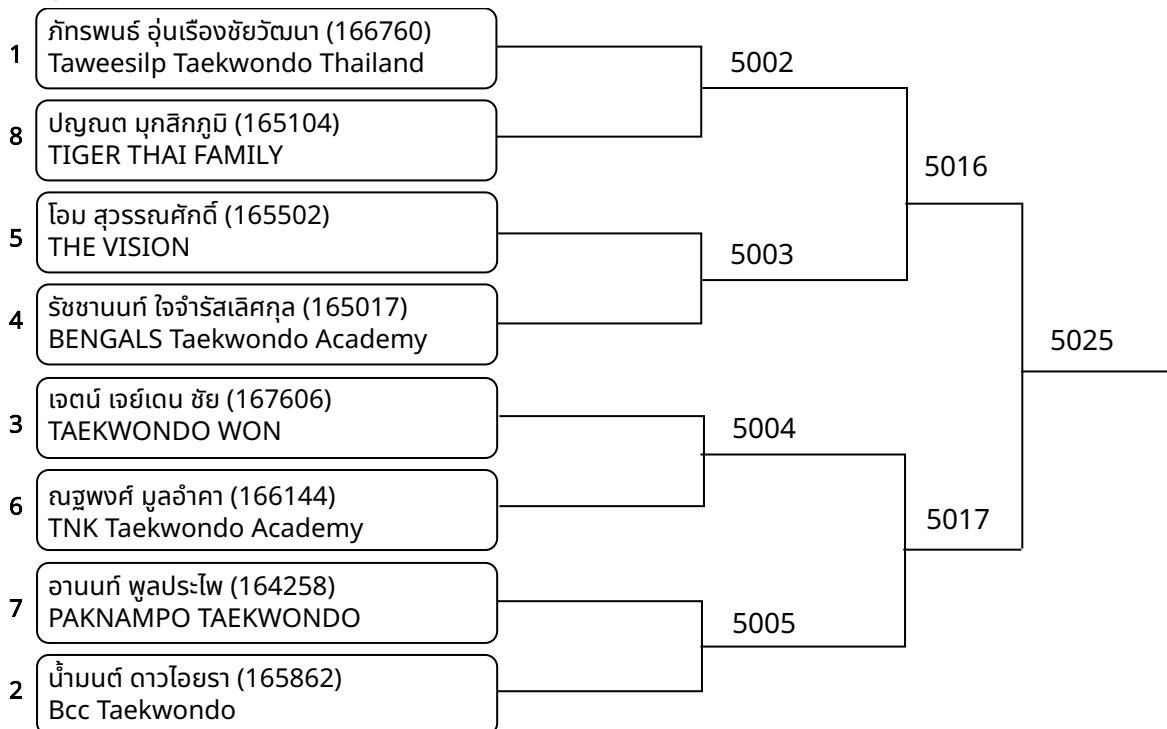 1
ภัทรพนธ์ อุ่นเรืองชัยวัฒนา (166760)
Taweesilp Taekwondo Thailand
8
ปญณต มุกสิกภูมิ (165104)
TIGER THAI FAMILY
5002
5
โอม สุวรรณศักดิ์ (165502)
THE VISION
4
รัชชานนท์ ใจจำรัสเลิศกุล (165017)
BENGALS Taekwondo Academy
5003
5016
3
เจตน์ เจย์เดน ชัย (167606)
TAEKWONDO WON
6
ณฐพงศ์ มูลอำคา (166144)
TNK Taekwondo Academy
5004
7
อานนท์ พูลประไพ (164258)
PAKNAMPO TAEKWONDO
2
น้ำมนต์ ดาวไอยรา (165862)
Bcc Taekwondo
5005
5017
5025